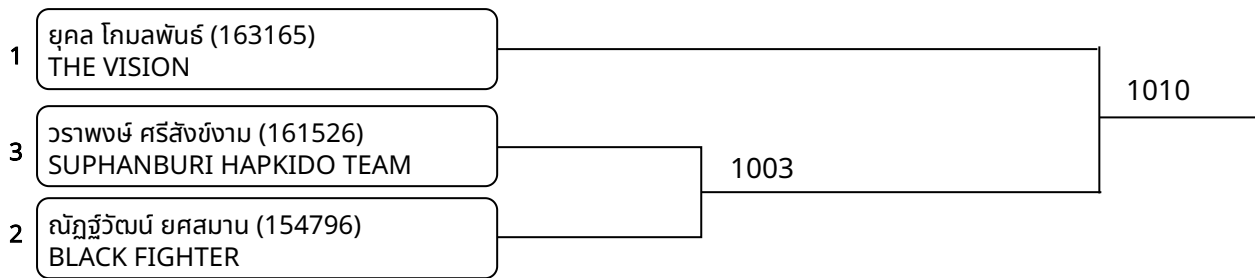 1
ยุคล โกมลพันธ์ (163165)
THE VISION
1010
3
วราพงษ์ ศรีสังข์งาม (161526)
SUPHANBURI HAPKIDO TEAM
1003
2
ณัฏฐ์วัฒน์ ยศสมาน (154796)
BLACK FIGHTER